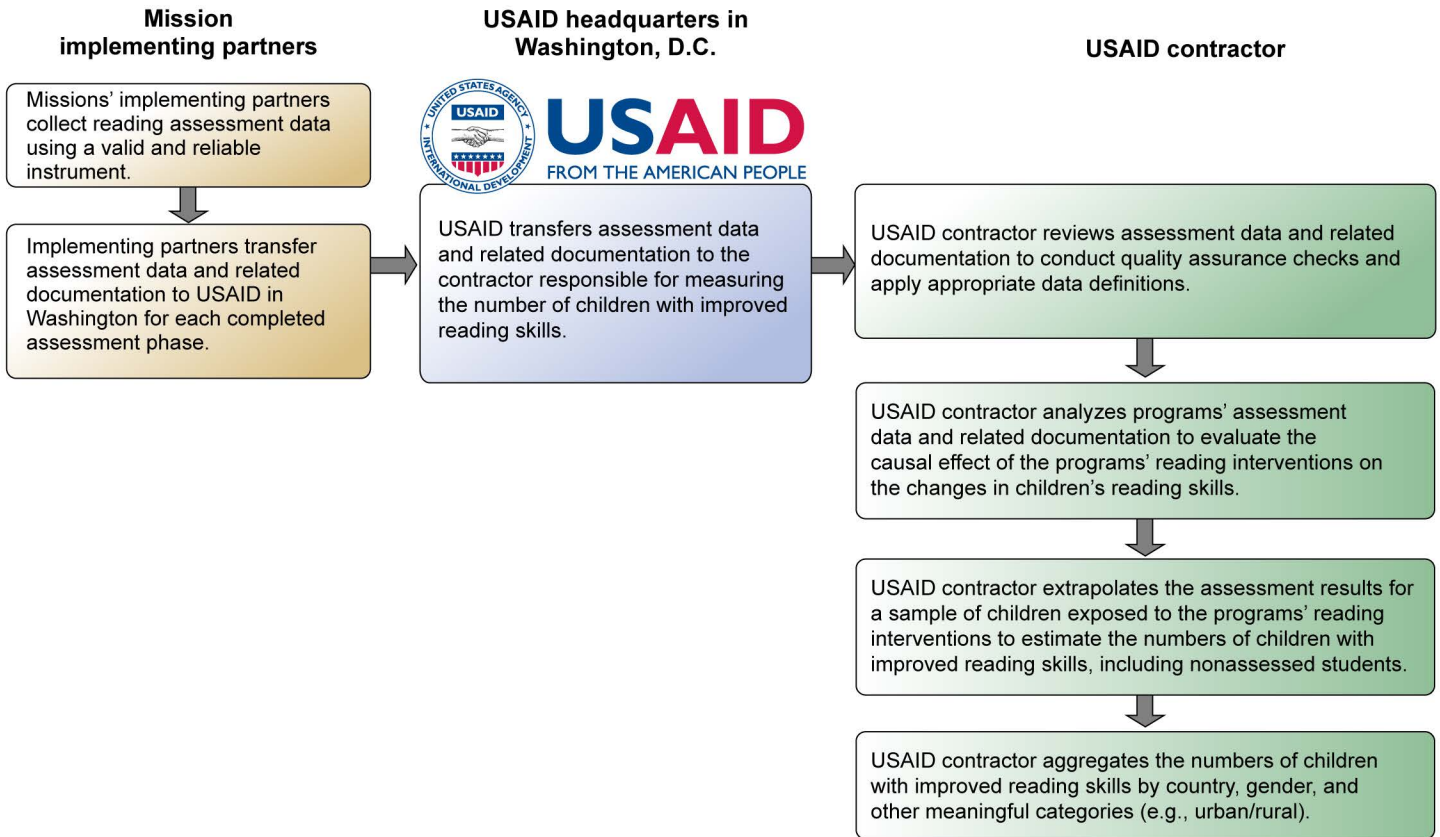 Mission
implementing partners
Missions’ implementing partners
collect reading assessment data
using a valid and reliable
instrument.
Implementing partners transfer
assessment data and related
documentation to USAID in
Washington for each completed
assessment phase.
USAID headquarters in
Washington, D.C.
UNITED STATES AGENCY
USAID
INTERNATIONAL DEVELOPMENT
USAID
FROM THE AMERICAN PEOPLE
USAID transfers assessment data
and related documentation to the
contractor responsible for measuring
the number of children with improved
reading skills.
USAID contractor
USAID contractor reviews assessment data and related
documentation to conduct quality assurance checks and
apply appropriate data definitions.
USAID contractor analyzes programs’ assessment
data and related documentation to evaluate the
causal effect of the programs’ reading interventions on
the changes in children’s reading skills.
USAID contractor extrapolates the assessment results for
a sample of children exposed to the programs’ reading
interventions to estimate the numbers of children with
improved reading skills, including nonassessed students.
USAID contractor aggregates the numbers of children
with improved reading skills by country, gender, and
other meaningful categories (e.g., urban/rural).